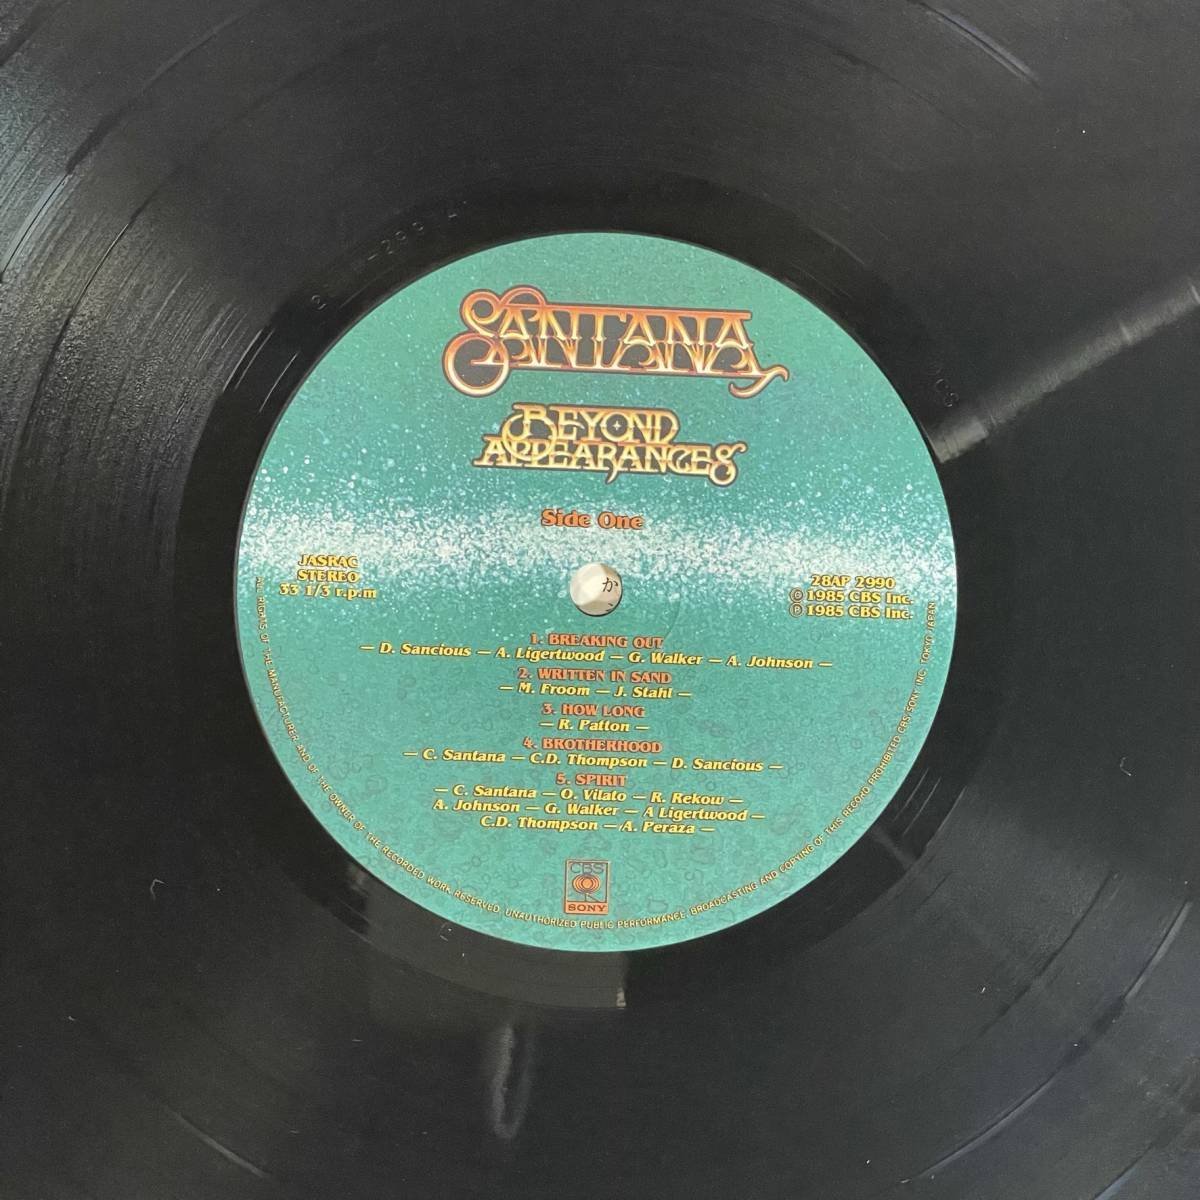 SANTANA
BEYOND
APPEARANCES
Side One
JASRAC
STEREO
33 1/3 r.p.m
28AP 2990
© 1985 CBS Inc.
℗ 1985 CBS Inc.
か
1. BREAKING OUT
— D. Sancious — A. Ligertwood — G. Walker — A. Johnson —
2. WRITTEN IN SAND
— M. Froom — J. Stahl —
3. HOW LONG
— R. Patton —
4. BROTHERHOOD
— C. Santana — C.D. Thompson — D. Sancious —
5. SPIRIT
— C. Santana — O. Vilato — R. Rekow —
A. Johnson — G. Walker — A Ligertwood —
C.D. Thompson — A. Peraza —
CBS
SONY
ALL RIGHTS OF THE MANUFACTURER AND OF THE OWNER OF THE RECORDED WORK RESERVED. UNAUTHORIZED PUBLIC PERFORMANCE, BROADCASTING AND COPYING OF THIS RECORD PROHIBITED CBS/SONY INC. TOKYO JAPAN